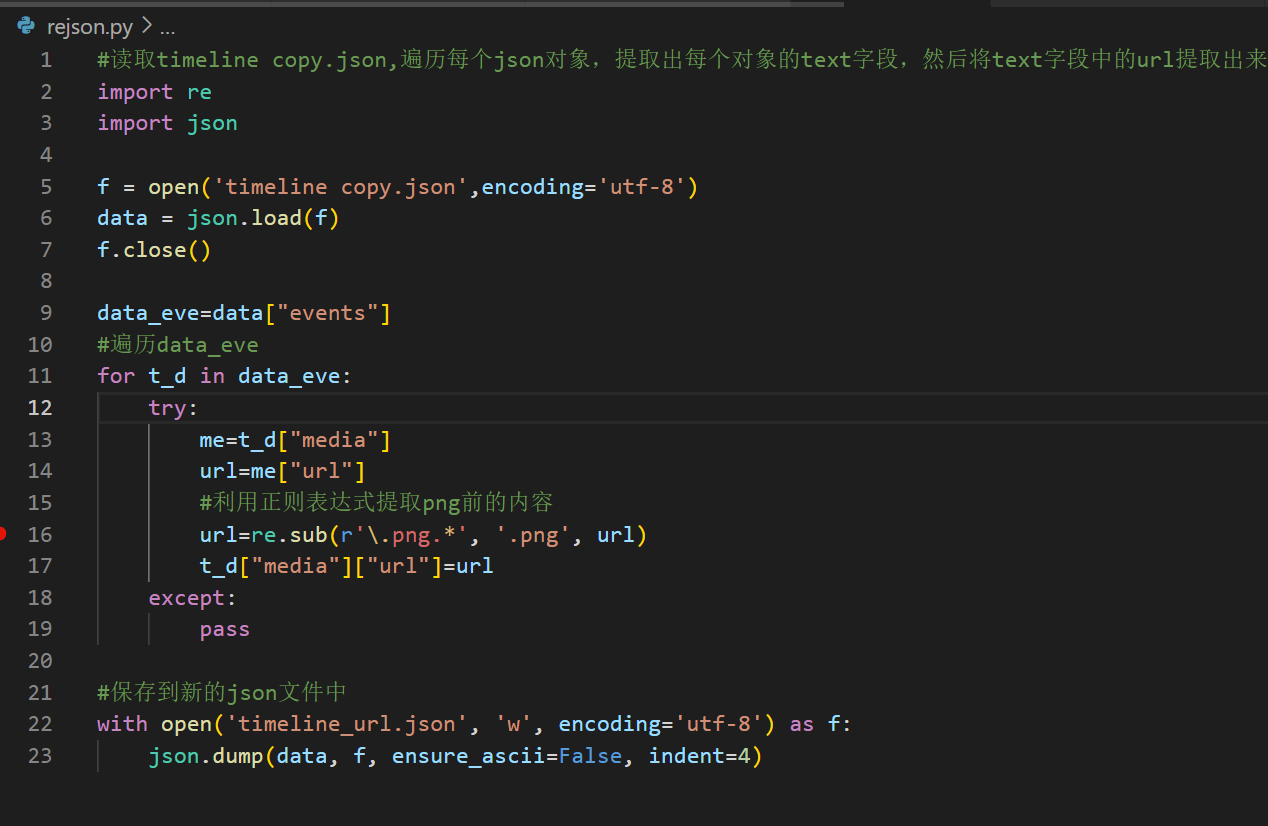 rejson.py > ...
1 #读取timeline copy.json,遍历每个json对象，提取出每个对象的text字段，然后将text字段中的url提取出来
2 import re
3 import json
4
5 f = open('timeline copy.json',encoding='utf-8')
6 data = json.load(f)
7 f.close()
8
9 data_eve=data["events"]
10 #遍历data_eve
11 for t_d in data_eve:
12     try:
13         me=t_d["media"]
14         url=me["url"]
15         #利用正则表达式提取png前的内容
16         url=re.sub(r'\.png.*', '.png', url)
17         t_d["media"]["url"]=url
18     except:
19         pass
20
21 #保存到新的json文件中
22 with open('timeline_url.json', 'w', encoding='utf-8') as f:
23     json.dump(data, f, ensure_ascii=False, indent=4)